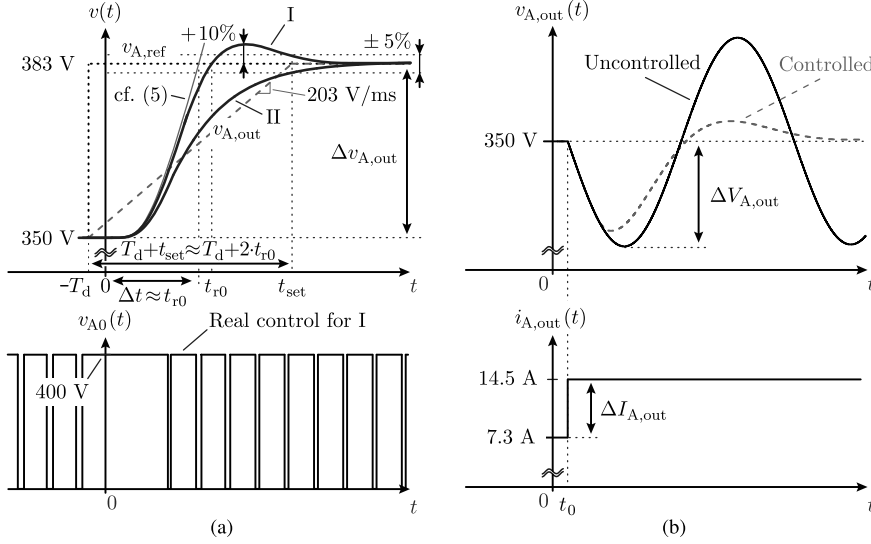 v(t)
+10%
I
v_A,ref
± 5%
383 V
cf. (5)
203 V/ms
II
v_A,out
Δv_A,out
350 V
T_d+t_set≈T_d+2·t_r0
-T_d
0
t_r0
t_set
t
Δt≈t_r0
v_A0(t)
Real control for I
400 V
0
t
(a)
v_A,out(t)
Uncontrolled
Controlled
350 V
ΔV_A,out
0
t
i_A,out(t)
14.5 A
ΔI_A,out
7.3 A
0
t_0
t
(b)